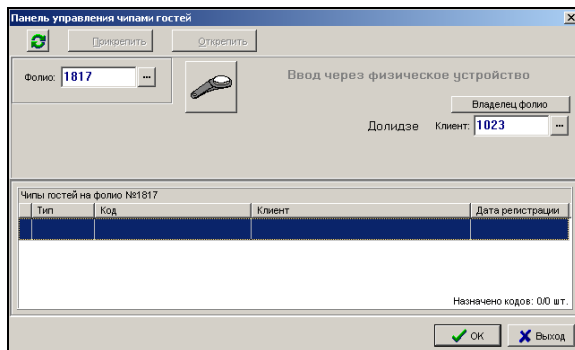 Панель управления чипами гостей
Прикрепить Открепить
Фолио: 1817 ...
Ввод через физическое устройство
Владелец фолио
Долидзе Клиент: 1023 ...
Чипы гостей на фолио №1817
Тип Код Клиент Дата регистрации
Назначено кодов: 0/0 шт.
OK Выход